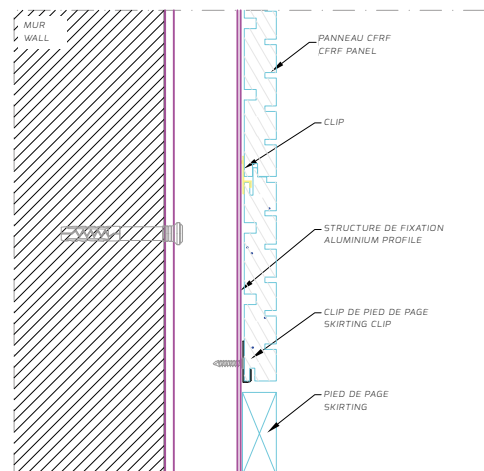 MUR
WALL
PANNEAU CFRF
CFRF PANEL
CLIP
STRUCTURE DE FIXATION
ALUMINIUM PROFILE
CLIP DE PIED DE PAGE
SKIRTING CLIP
PIED DE PAGE
SKIRTING